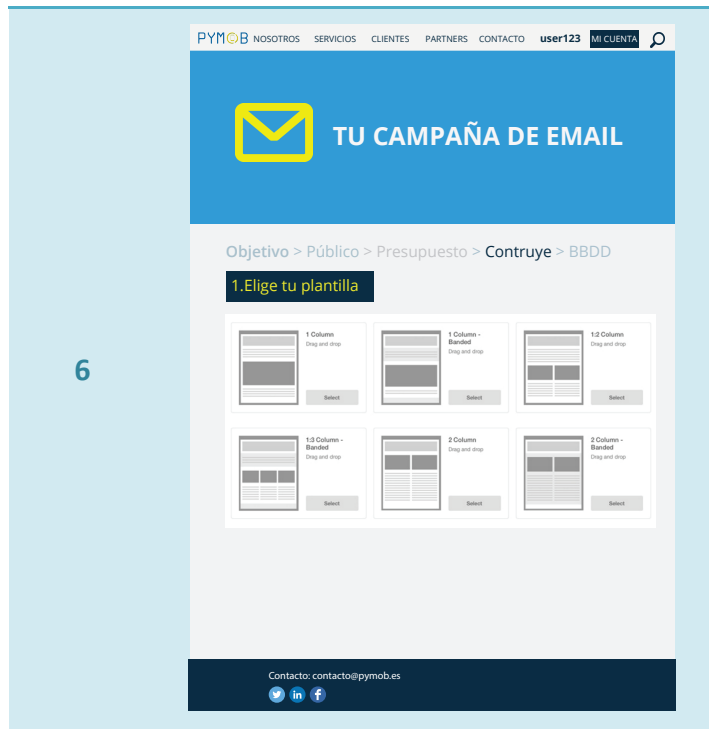 PYMOB NOSOTROS SERVICIOS CLIENTES PARTNERS CONTACTO user123 MI CUENTA
TU CAMPAÑA DE EMAIL
Objetivo > Público > Presupuesto > Contruye > BBDD
1.Elige tu plantilla
6
1 Column
Drag and drop
Select
1 Column -
Banded
Drag and drop
Select
1:2 Column
Drag and drop
Select
1:3 Column -
Banded
Drag and drop
Select
2 Column
Drag and drop
Select
2 Column -
Banded
Drag and drop
Select
Contacto: contacto@pymob.es